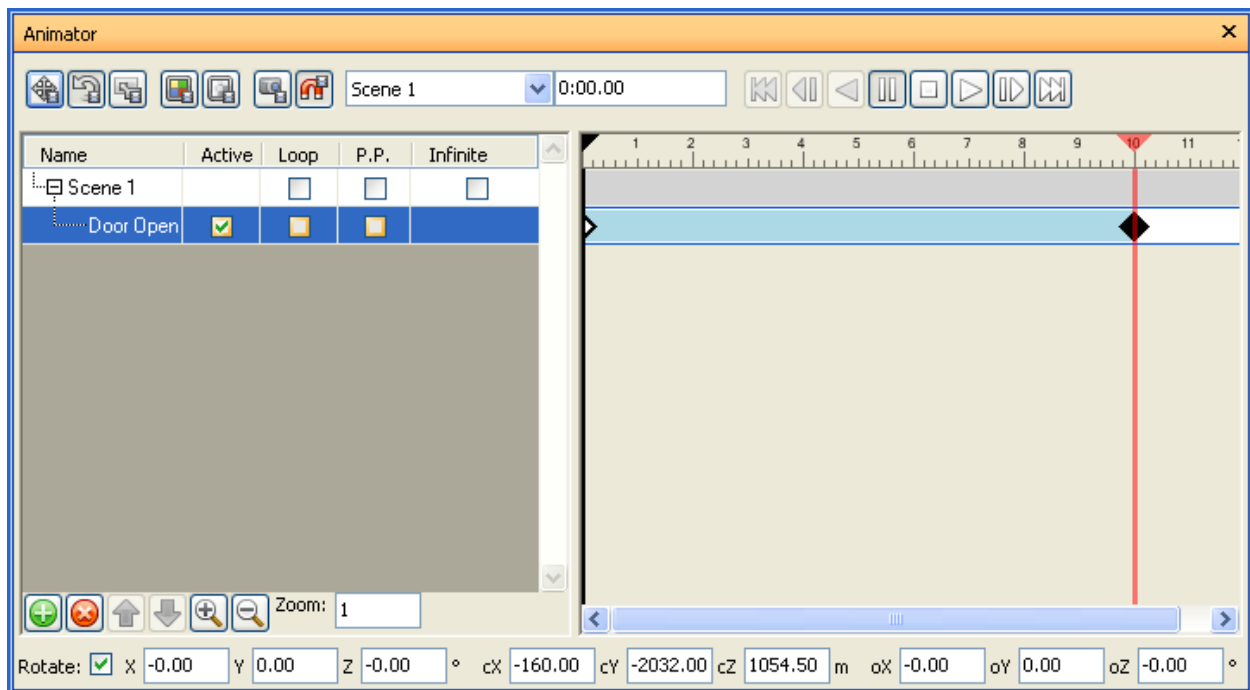 Animator
Scene 1 0:00.00
Name Active Loop P.P. Infinite
1 2 3 4 5 6 7 8 9 10 11
Scene 1
Door Open
Zoom: 1
Rotate: X -0.00 Y 0.00 Z -0.00 ° cX -160.00 cY -2032.00 cZ 1054.50 m oX -0.00 oY 0.00 oZ -0.00 °